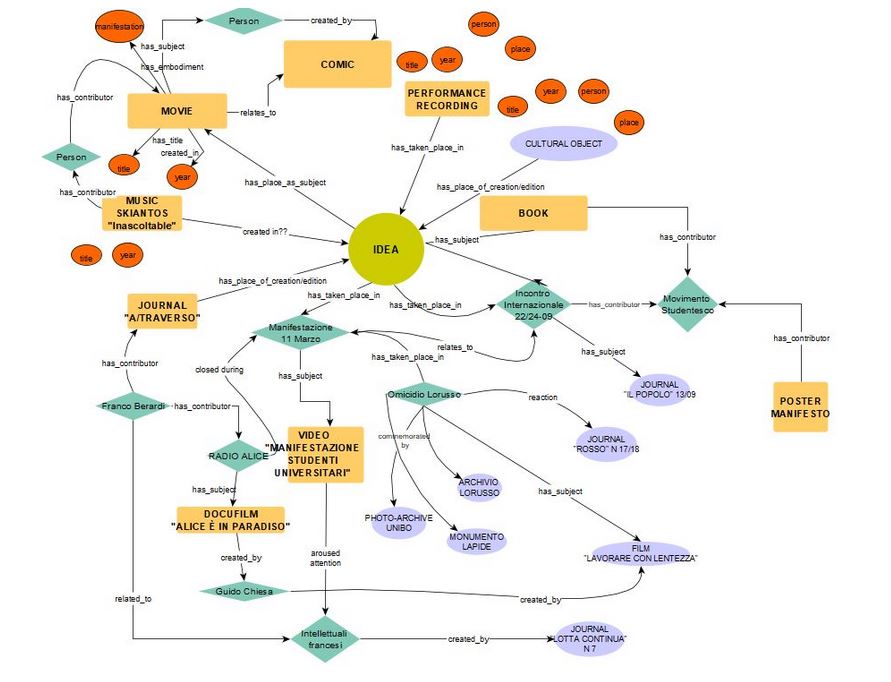 manifestation
Person
created_by
has_subject
has_embodiment
COMIC
title
year
person
place
has_contributor
MOVIE
relates_to
PERFORMANCE
RECORDING
title
year
person
place
has_title
created_in
Person
title
year
has_taken_place_in
CULTURAL OBJECT
has_place_as_subject
has_place_of_creation/edition
has_contributor
MUSIC
SKIANTOS
"Inascoltable"
created in??
BOOK
IDEA
has_subject
has_contributor
title
year
has_place_of_creation/edition
has_taken_place_in
has_taken_place_in
JOURNAL
"A/TRAVERSO"
Incontro
Internazionale
22/24-09
has_contributor
Movimento
Studentesco
Manifestazione
11 Marzo
relates_to
has_contributor
has_contributor
closed during
has_subject
has_taken_place_in
has_subject
JOURNAL
"IL POPOLO" 13/09
POSTER
MANIFESTO
Franco Berardi
has_contributor
Omicidio Lorusso
reaction
commemorated
by
JOURNAL
"ROSSO" N 17/18
RADIO ALICE
VIDEO
"MANIFESTAZIONE
STUDENTI
UNIVERSITARI"
has_subject
ARCHIVIO
LORUSSO
has_subject
DOCUFILM
"ALICE È IN PARADISO"
PHOTO-ARCHIVE
UNIBO
MONUMENTO
LAPIDE
created_by
aroused
attention
FILM
"LAVORARE CON LENTEZZA"
Guido Chiesa
created_by
related_to
Intellettuali
francesi
created_by
JOURNAL
"LOTTA CONTINUA"
N 7